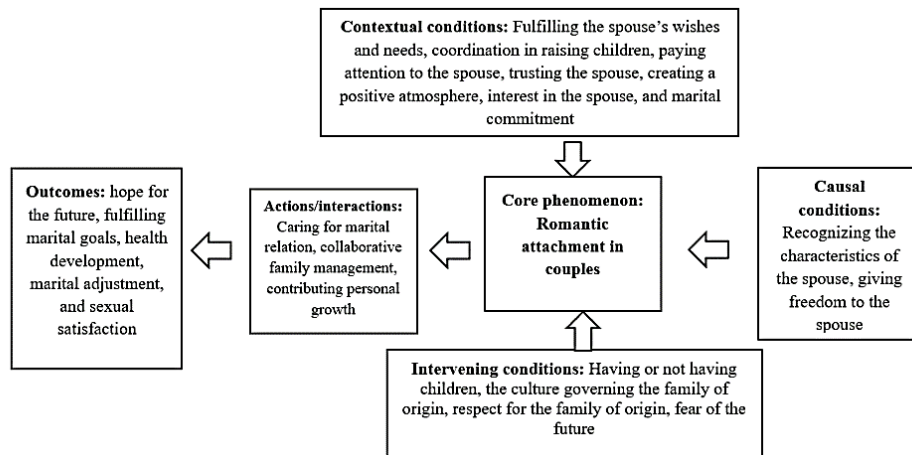 Contextual conditions: Fulfilling the spouse's wishes
and needs, coordination in raising children, paying
attention to the spouse, trusting the spouse, creating a
positive atmosphere, interest in the spouse, and marital
commitment
Outcomes: hope for
the future, fulfilling
marital goals, health
development,
marital adjustment,
and sexual
satisfaction
Actions/interactions:
Caring for marital
relation, collaborative
family management,
contributing personal
growth
Core phenomenon:
Romantic
attachment in
couples
Causal
conditions:
Recognizing the
characteristics of
the spouse, giving
freedom to the
spouse
Intervening conditions: Having or not having
children, the culture governing the family of
origin, respect for the family of origin, fear of the
future